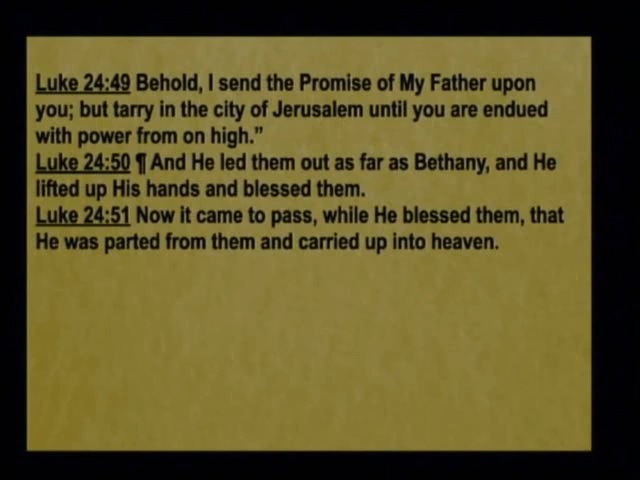 Luke 24:49 Behold, I send the Promise of My Father upon
you; but tarry in the city of Jerusalem until you are endued
with power from on high.”
Luke 24:50 ¶ And He led them out as far as Bethany, and He
lifted up His hands and blessed them.
Luke 24:51 Now it came to pass, while He blessed them, that
He was parted from them and carried up into heaven.